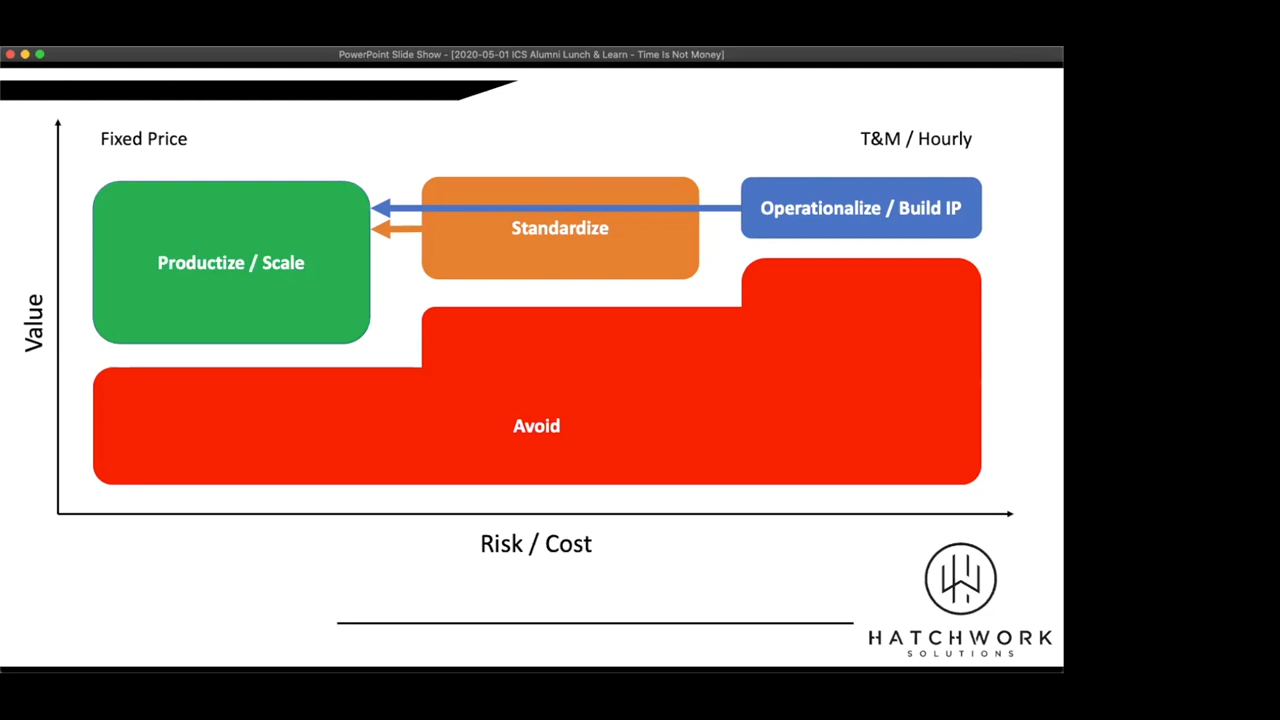 PowerPoint Slide Show - [2020-05-01 ICS Alumni Lunch & Learn - Time Is Not Money]
Fixed Price
T&M / Hourly
Productize / Scale
Standardize
Operationalize / Build IP
Avoid
Value
Risk / Cost
HATCHWORK
SOLUTIONS